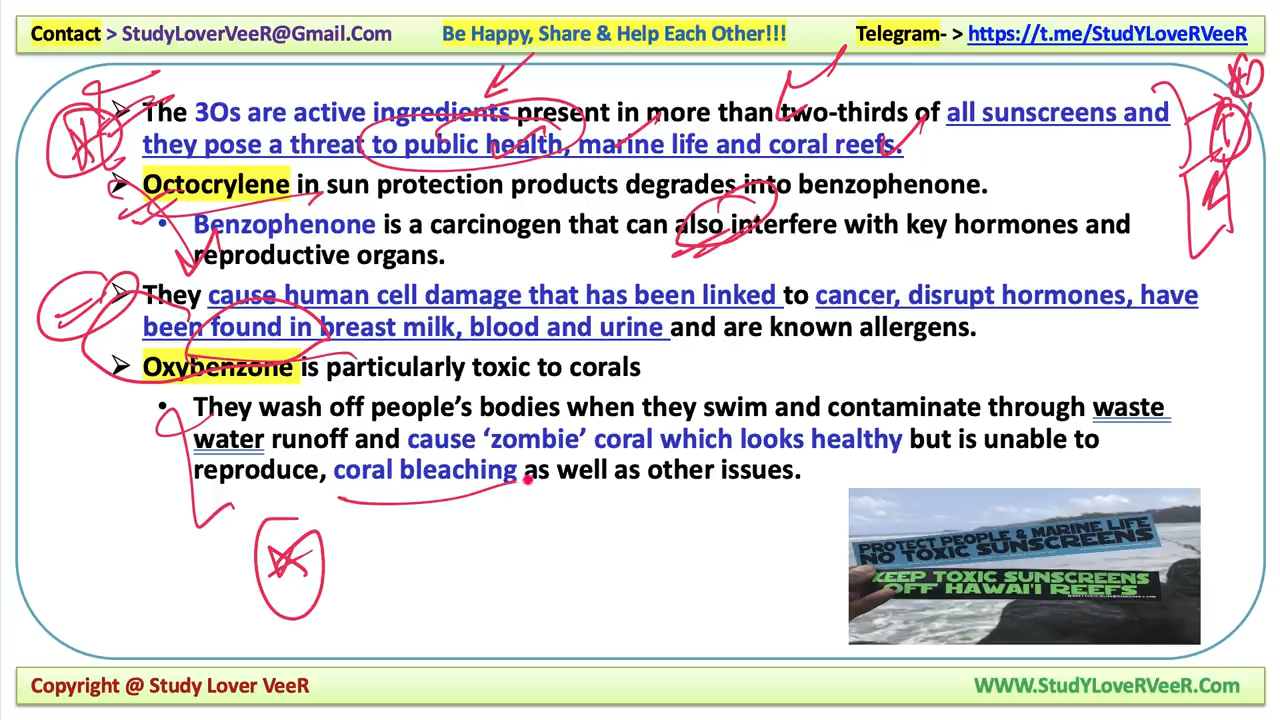 Contact > StudyLoverVeeR@Gmail.Com Be Happy, Share & Help Each Other!!! Telegram- > https://t.me/StudYLoveRVeeR
➢ The 3Os are active ingredients present in more than two-thirds of all sunscreens and
they pose a threat to public health, marine life and coral reefs.
➢ Octocrylene in sun protection products degrades into benzophenone.
• Benzophenone is a carcinogen that can also interfere with key hormones and
reproductive organs.
➢ They cause human cell damage that has been linked to cancer, disrupt hormones, have
been found in breast milk, blood and urine and are known allergens.
➢ Oxybenzone is particularly toxic to corals
• They wash off people’s bodies when they swim and contaminate through waste
water runoff and cause ‘zombie’ coral which looks healthy but is unable to
reproduce, coral bleaching as well as other issues.
PROTECT PEOPLE & MARINE LIFE
NO TOXIC SUNSCREENS
KEEP TOXIC SUNSCREENS
OFF HAWAI'I REEFS
Copyright @ Study Lover VeeR WWW.StudYLoveRVeeR.Com